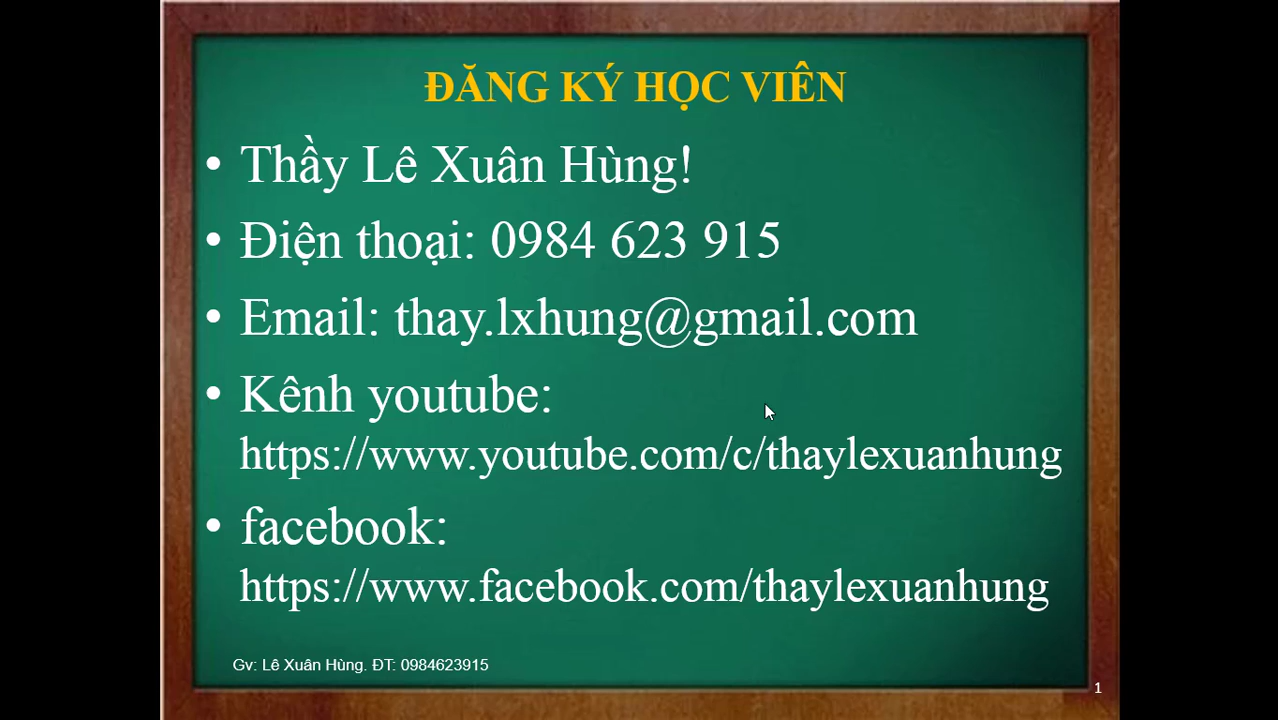 ĐĂNG KÝ HỌC VIÊN
• Thầy Lê Xuân Hùng!
• Điện thoại: 0984 623 915
• Email: thay.lxhung@gmail.com
• Kênh youtube:
https://www.youtube.com/c/thaylexuanhung
• facebook:
https://www.facebook.com/thaylexuanhung
Gv: Lê Xuân Hùng. ĐT: 0984623915
1